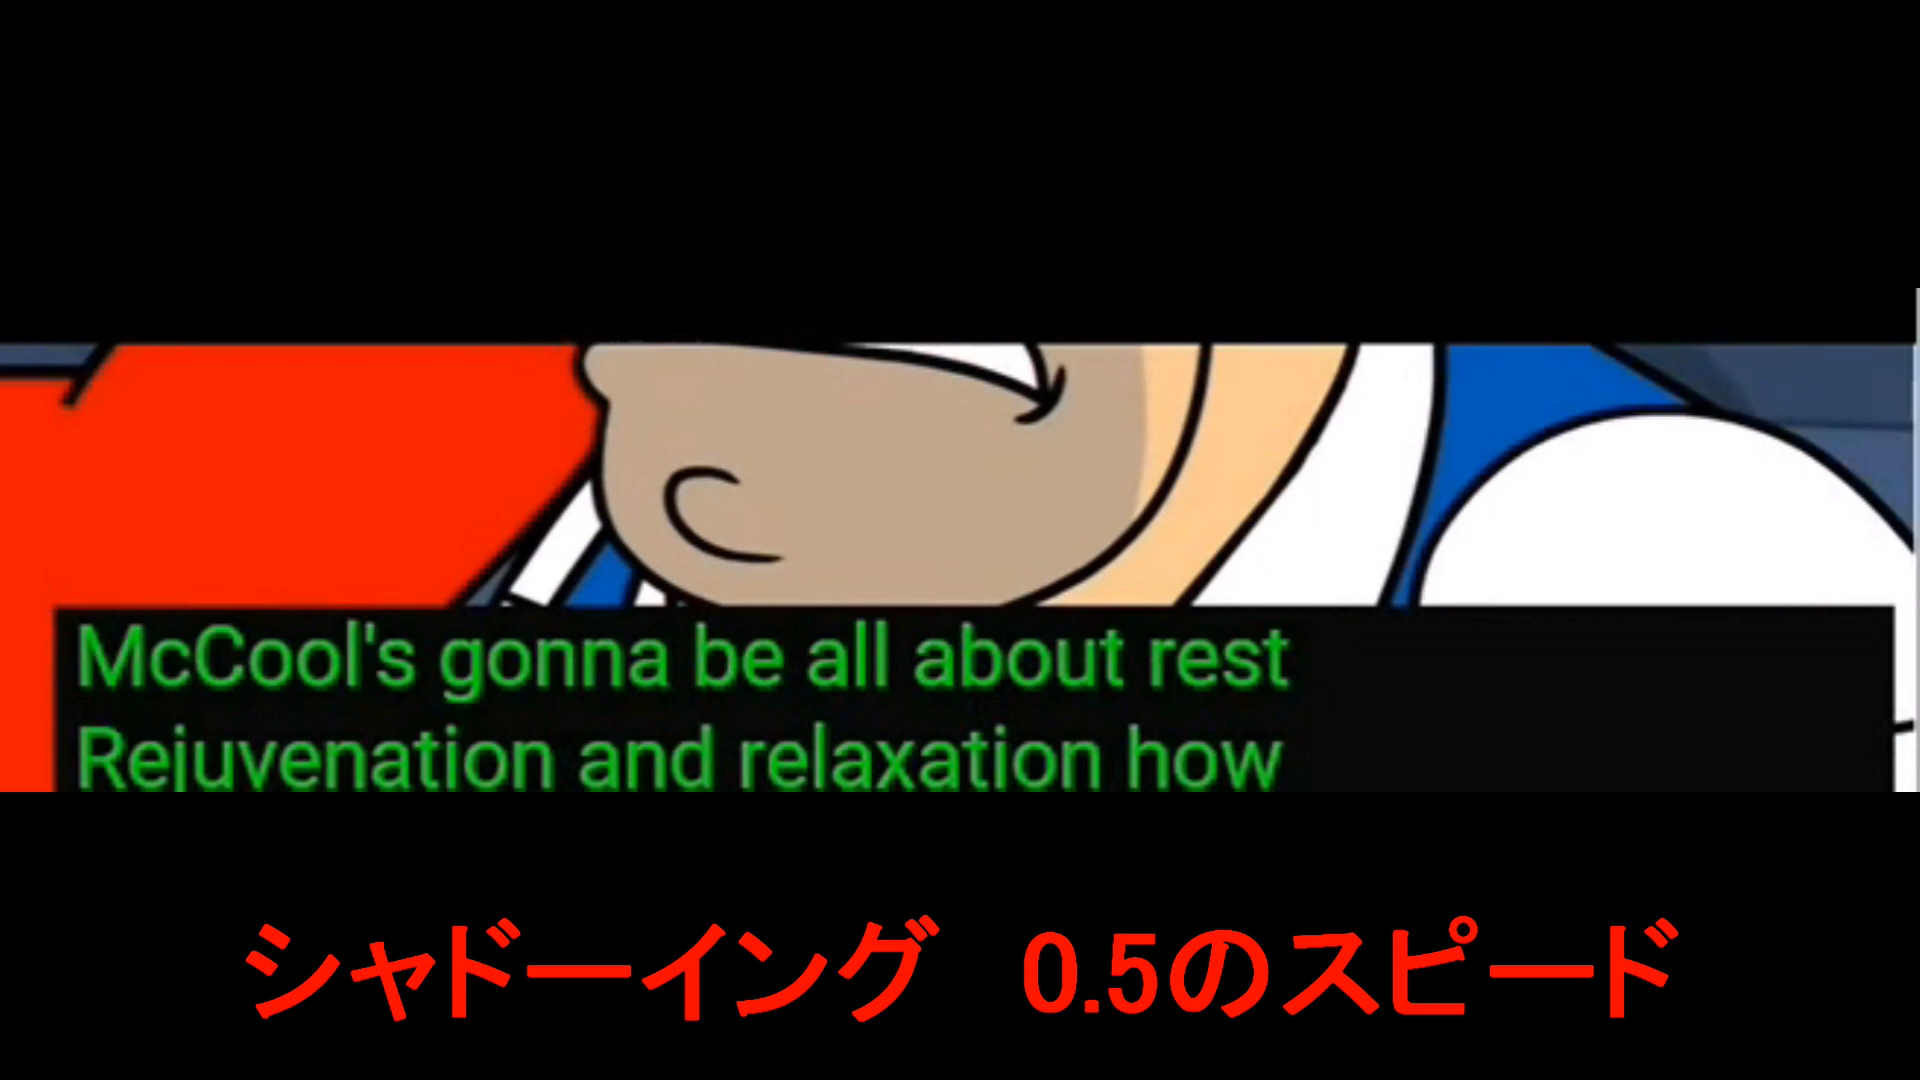 McCool's gonna be all about rest
Rejuvenation and relaxation how
シャドーイング　0.5のスピード